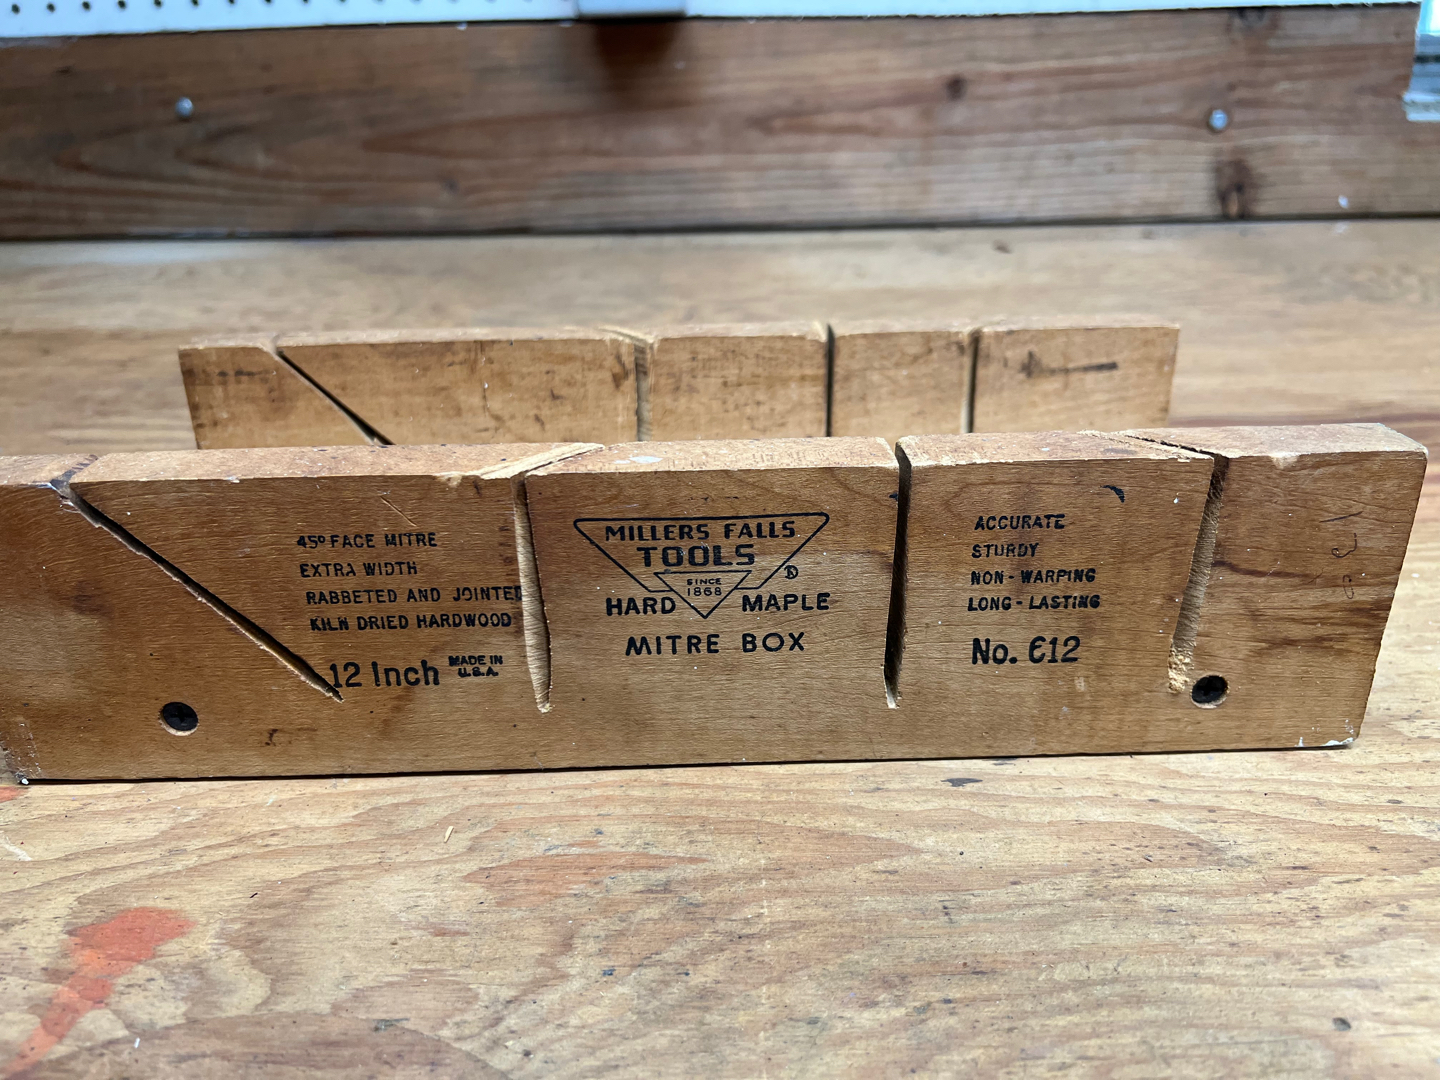 45° FACE MITRE
EXTRA WIDTH
RABBETED AND JOINTED
KILN DRIED HARDWOOD
12 Inch MADE IN
U.S.A.
MILLERS FALLS
TOOLS
®
SINCE
1868
HARD MAPLE
MITRE BOX
ACCURATE
STURDY
NON-WARPING
LONG-LASTING
No. C12